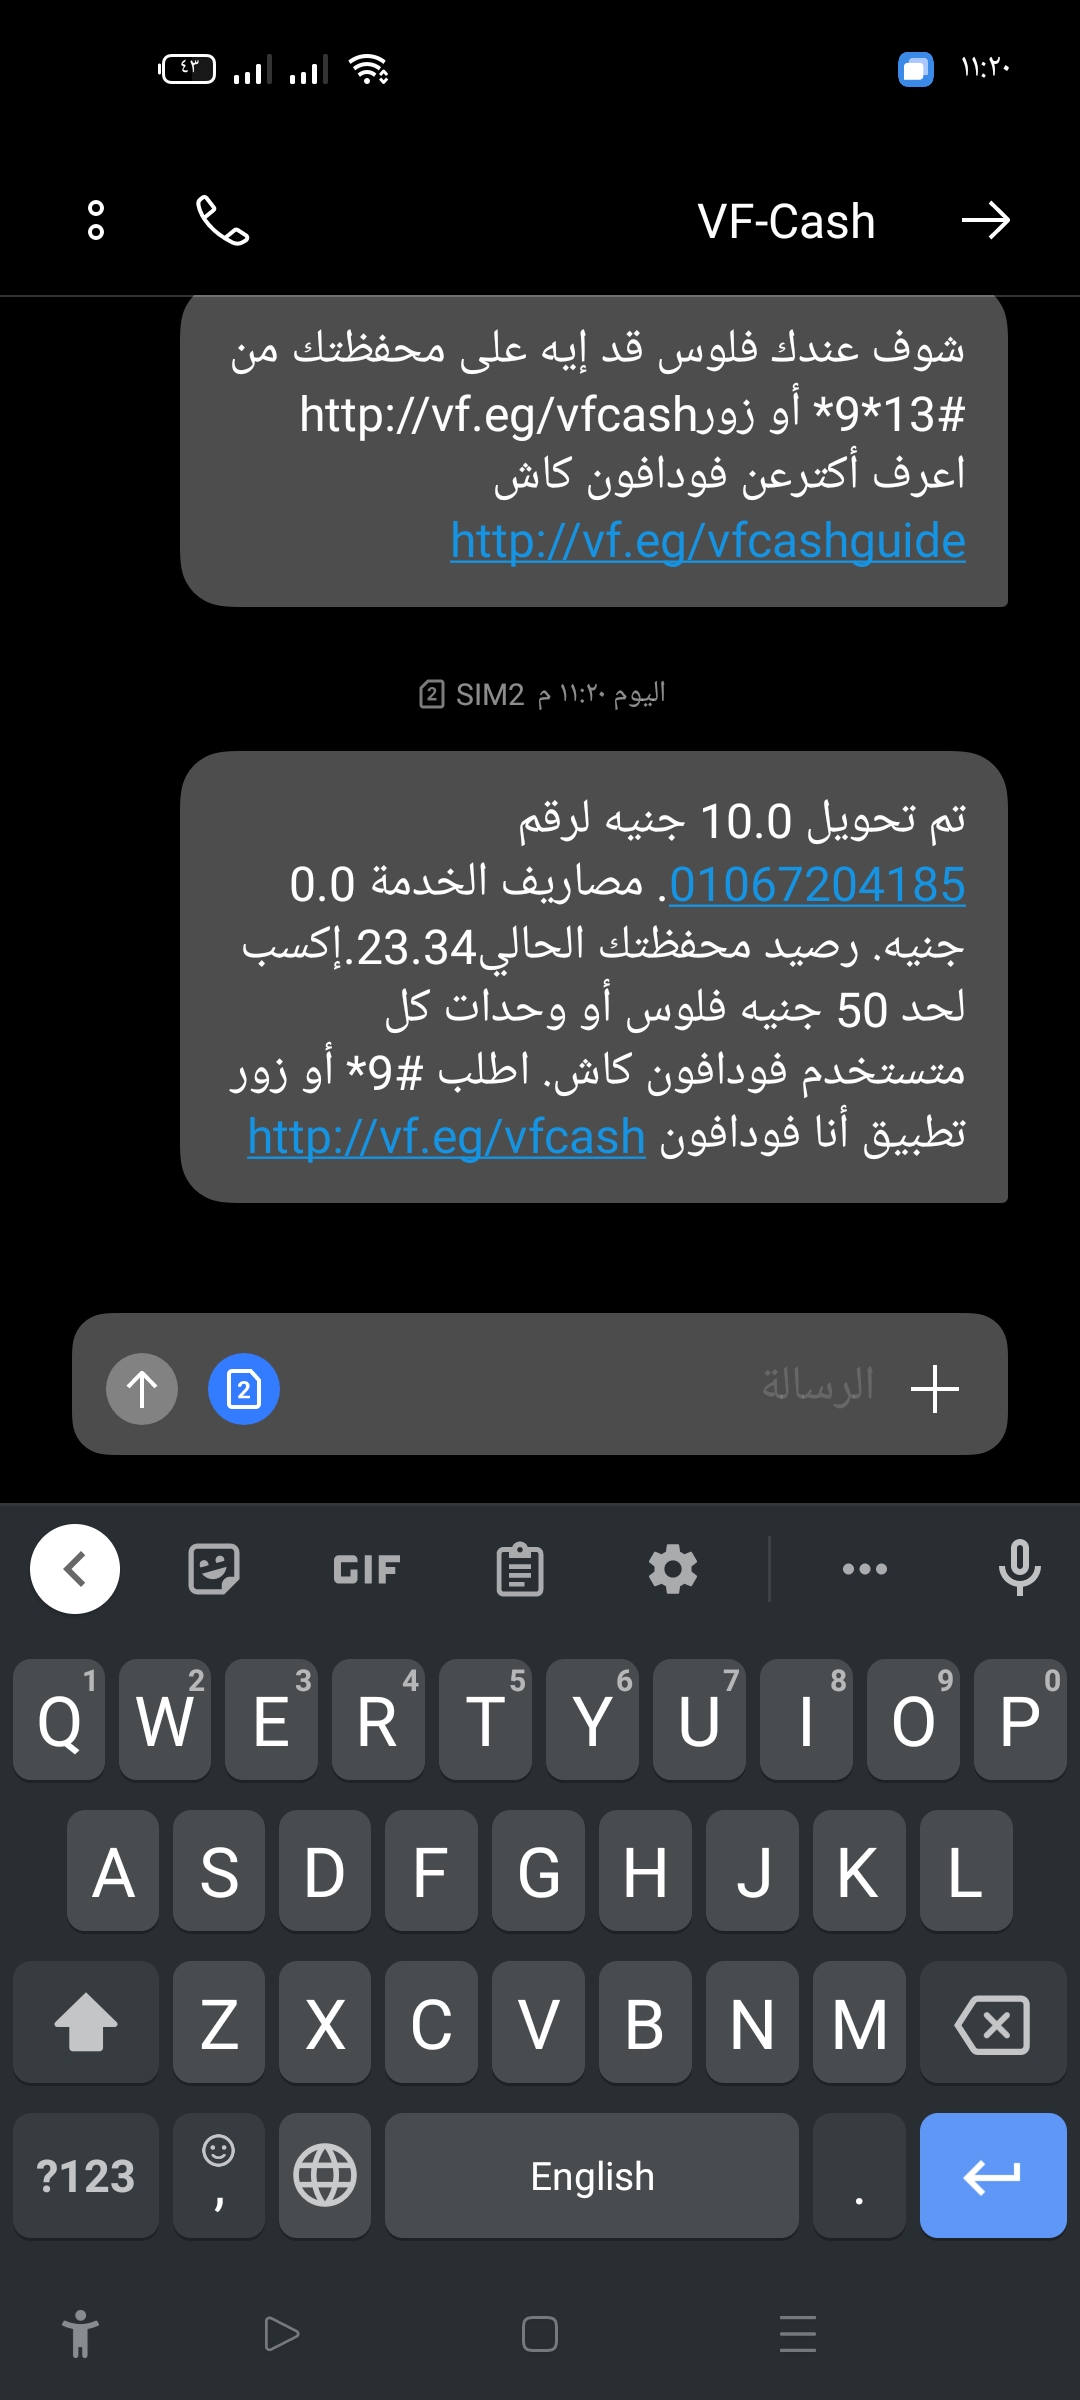 ٤٣
١١:٢٠
VF-Cash
شوف عندك فلوس قد إيه على محفظتك من
#13*9* أو زورhttp://vf.eg/vfcash
اعرف أكترعن فودافون كاش
http://vf.eg/vfcashguide
اليوم ١١:٢٠ م SIM2 2
تم تحويل 10.0 جنيه لرقم
01067204185. مصاريف الخدمة 0.0
جنيه. رصيد محفظتك الحالي23.34.إكسب
لحد 50 جنيه فلوس أو وحدات كل
متستخدم فودافون كاش. اطلب #9* أو زور
تطبيق أنا فودافون http://vf.eg/vfcash
الرسالة
2
GIF
1 2 3 4 5 6 7 8 9 0
Q W E R T Y U I O P
A S D F G H J K L
Z X C V B N M
?123 , English .